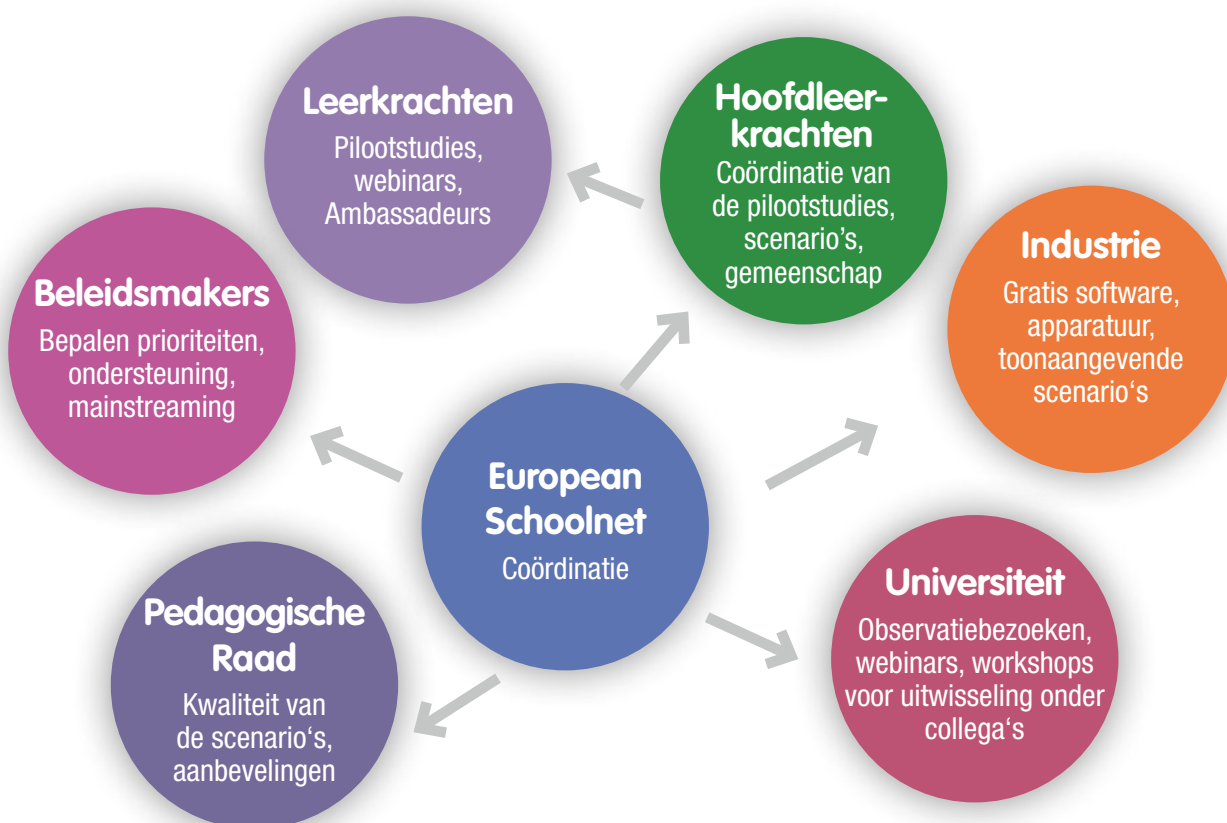 Leerkrachten
Pilootstudies,
webinars,
Ambassadeurs
Hoofdleer-
krachten
Coördinatie van
de pilootstudies,
scenario's,
gemeenschap
Industrie
Gratis software,
apparatuur,
toonaangevende
scenario‘s
Beleidsmakers
Bepalen prioriteiten,
ondersteuning,
mainstreaming
European
Schoolnet
Coördinatie
Universiteit
Observatiebezoeken,
webinars, workshops
voor uitwisseling onder
collega‘s
Pedagogische
Raad
Kwaliteit van
de scenario‘s,
aanbevelingen